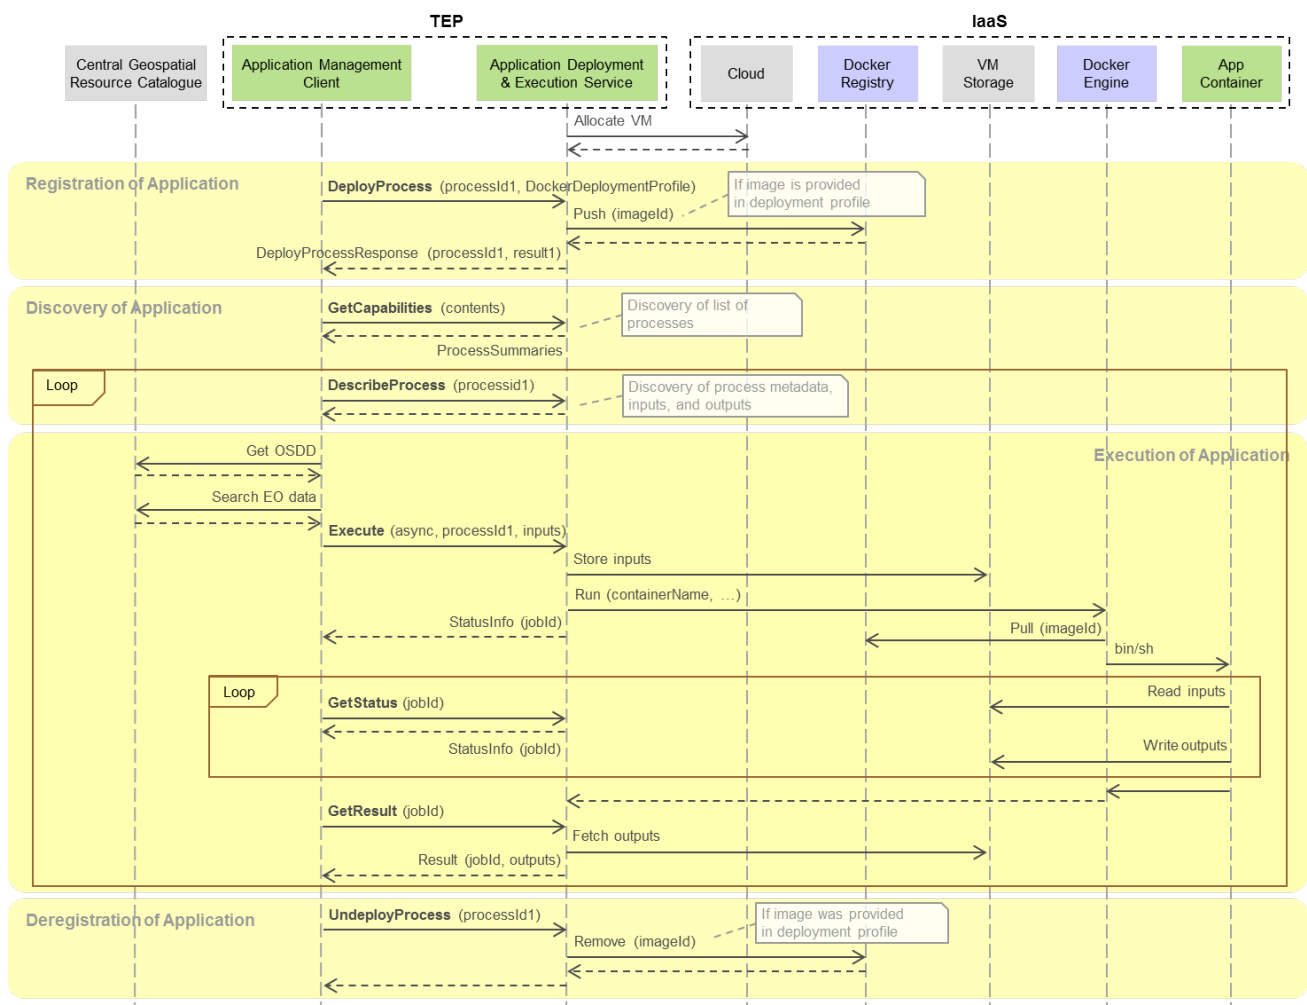 TEP
IaaS
Central Geospatial
Resource Catalogue
Application Management
Client
Application Deployment
& Execution Service
Cloud
Docker
Registry
VM
Storage
Docker
Engine
App
Container
Allocate VM
Registration of Application
DeployProcess (processId1, DockerDeploymentProfile)
If image is provided
in deployment profile
Push (imageId)
DeployProcessResponse (processId1, result1)
Discovery of Application
GetCapabilities (contents)
Discovery of list of
processes
ProcessSummaries
Loop
DescribeProcess (processid1)
Discovery of process metadata,
inputs, and outputs
Get OSDD
Execution of Application
Search EO data
Execute (async, processId1, inputs)
Store inputs
Run (containerName, …)
StatusInfo (jobId)
Pull (imageId)
bin/sh
Loop
Read inputs
GetStatus (jobId)
StatusInfo (jobId)
Write outputs
GetResult (jobId)
Fetch outputs
Result (jobId, outputs)
Deregistration of Application
UndeployProcess (processId1)
If image was provided
in deployment profile
Remove (imageId)